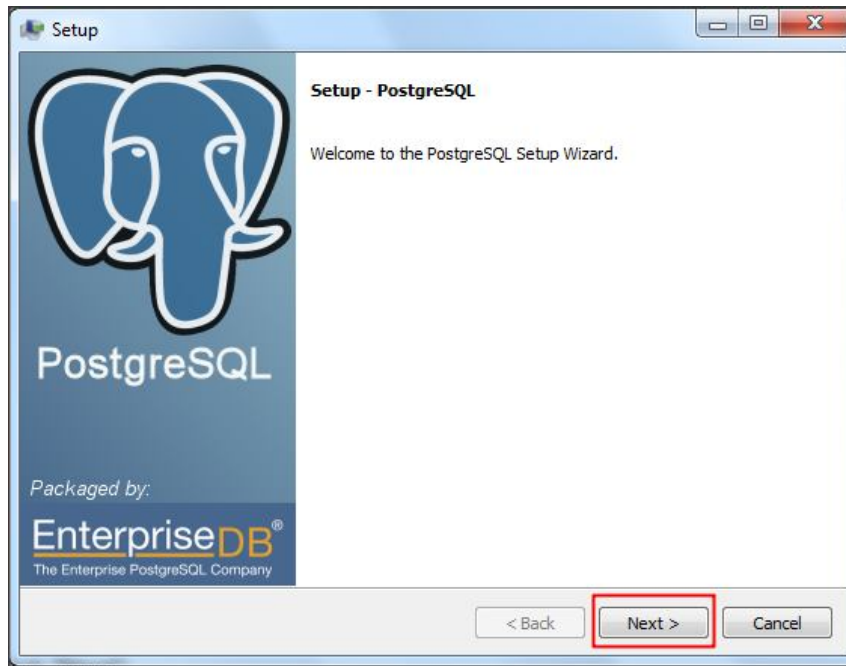 Setup
Setup - PostgreSQL
Welcome to the PostgreSQL Setup Wizard.
PostgreSQL
Packaged by:
EnterpriseDB®
The Enterprise PostgreSQL Company
< Back
Next >
Cancel